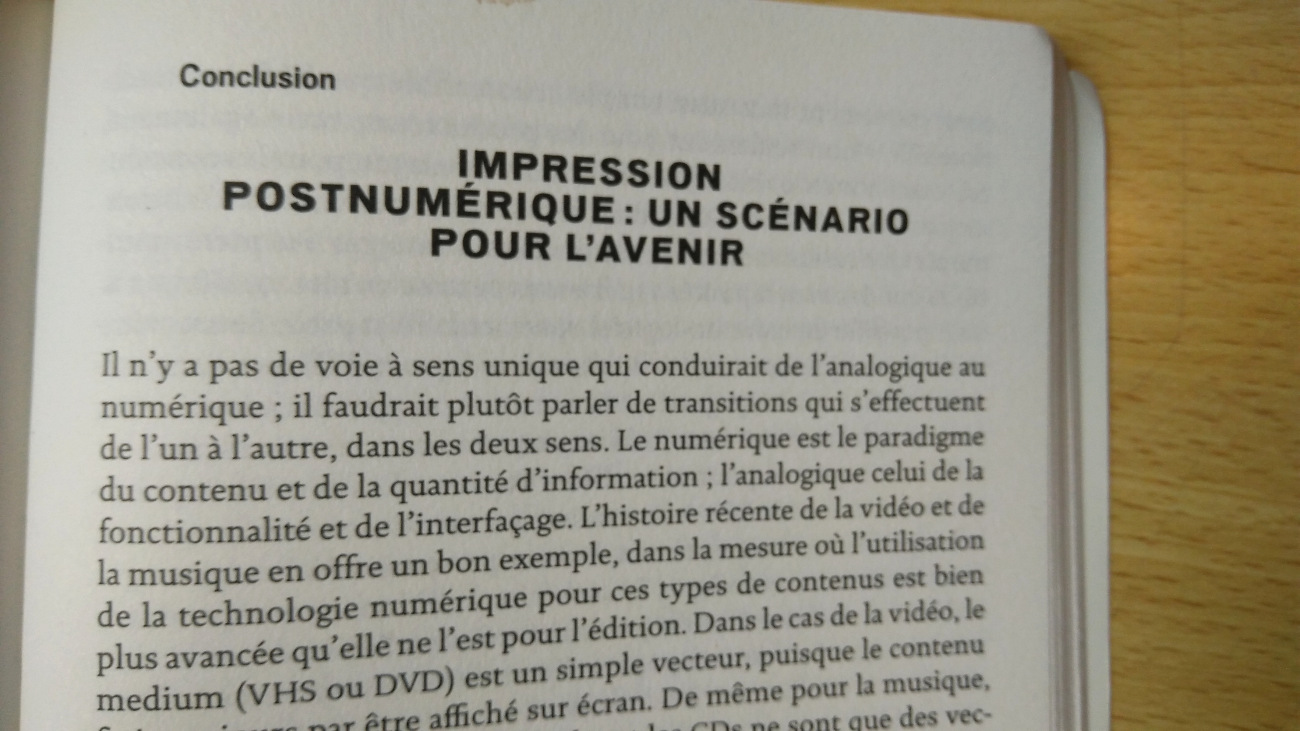 Conclusion
IMPRESSION
POSTNUMÉRIQUE : UN SCÉNARIO
POUR L’AVENIR
Il n’y a pas de voie à sens unique qui conduirait de l’analogique au
numérique ; il faudrait plutôt parler de transitions qui s’effectuent
de l’un à l’autre, dans les deux sens. Le numérique est le paradigme
du contenu et de la quantité d’information ; l’analogique celui de la
fonctionnalité et de l’interfaçage. L’histoire récente de la vidéo et de
la musique en offre un bon exemple, dans la mesure où l’utilisation
de la technologie numérique pour ces types de contenus est bien
plus avancée qu’elle ne l’est pour l’édition. Dans le cas de la vidéo, le
medium (VHS ou DVD) est un simple vecteur, puisque le contenu
par être affiché sur écran. De même pour la musique,
CDs ne sont que des vec-